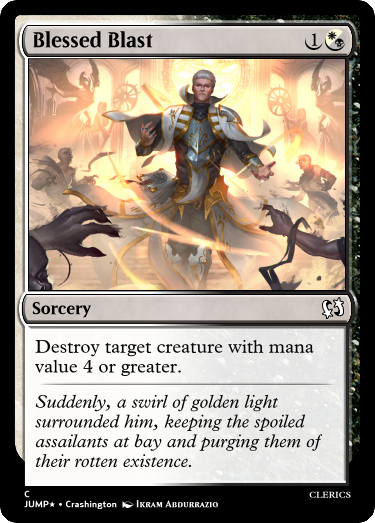 Blessed Blast 1
Sorcery
Destroy target creature with mana
value 4 or greater.
Suddenly, a swirl of golden light
surrounded him, keeping the spoiled
assailants at bay and purging them of
their rotten existence.
C
JUMP★ • Crashington Ikram Abdurrazio
CLERICS